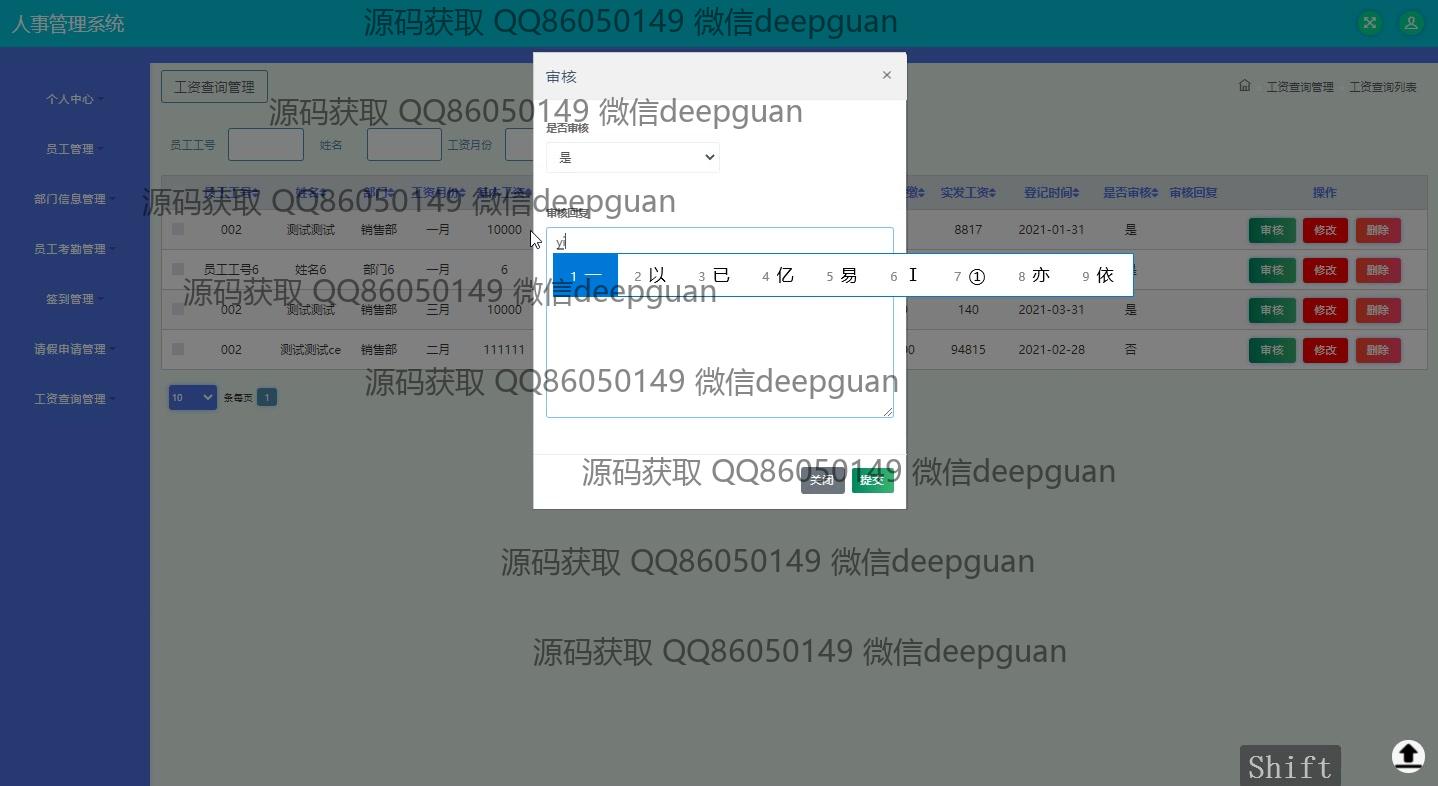 人事管理系统
源码获取 QQ86050149 微信deepguan
个人中心
员工管理
部门信息管理
员工考勤管理
签到管理
请假申请管理
工资查询管理
工资查询管理
工资查询管理 工资查询列表
源码获取 QQ86050149 微信deepguan
员工工号 姓名 工资月份
员工工号 姓名 部门 工资月份 基本工资 实发工资 登记时间 是否审核 审核回复 操作
源码获取 QQ86050149 微信deepguan
002 测试测试 销售部 一月 10000 8817 2021-01-31 是 审核 修改 删除
员工工号6 姓名6 部门6 一月 6 审核 修改 删除
源码获取 QQ86050149 微信deepguan
002 测试测试 销售部 三月 10000 140 2021-03-31 是 审核 修改 删除
002 测试测试ce 销售部 二月 111111 94815 2021-02-28 否 审核 修改 删除
源码获取 QQ86050149 微信deepguan
10 条每页 1
审核 ×
是否审核
是
审核回复
yi
1 一 2 以 3 已 4 亿 5 易 6 I 7 ① 8 亦 9 依
关闭 提交
源码获取 QQ86050149 微信deepguan
源码获取 QQ86050149 微信deepguan
源码获取 QQ86050149 微信deepguan
Shift